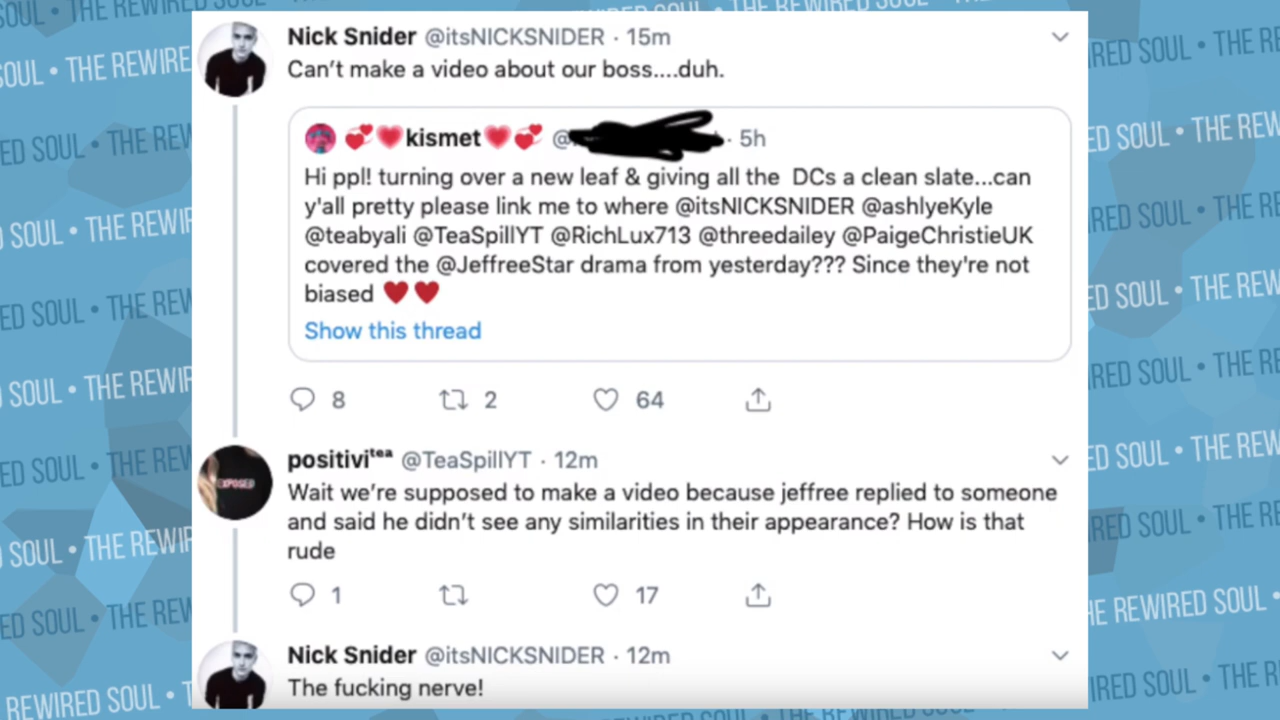 Nick Snider @itsNICKSNIDER · 15m
Can't make a video about our boss....duh.
kismet @ · 5h
Hi ppl! turning over a new leaf & giving all the DCs a clean slate...can
y'all pretty please link me to where @itsNICKSNIDER @ashlyeKyle
@teabyali @TeaSpillYT @RichLux713 @threedailey @PaigeChristieUK
covered the @JeffreeStar drama from yesterday??? Since they're not
biased
Show this thread
8 2 64
positivitea @TeaSpillYT · 12m
Wait we're supposed to make a video because jeffree replied to someone
and said he didn't see any similarities in their appearance? How is that
rude
1 17
Nick Snider @itsNICKSNIDER · 12m
The fucking nerve!
THE REWIRED SOUL • THE REWIRED SOUL